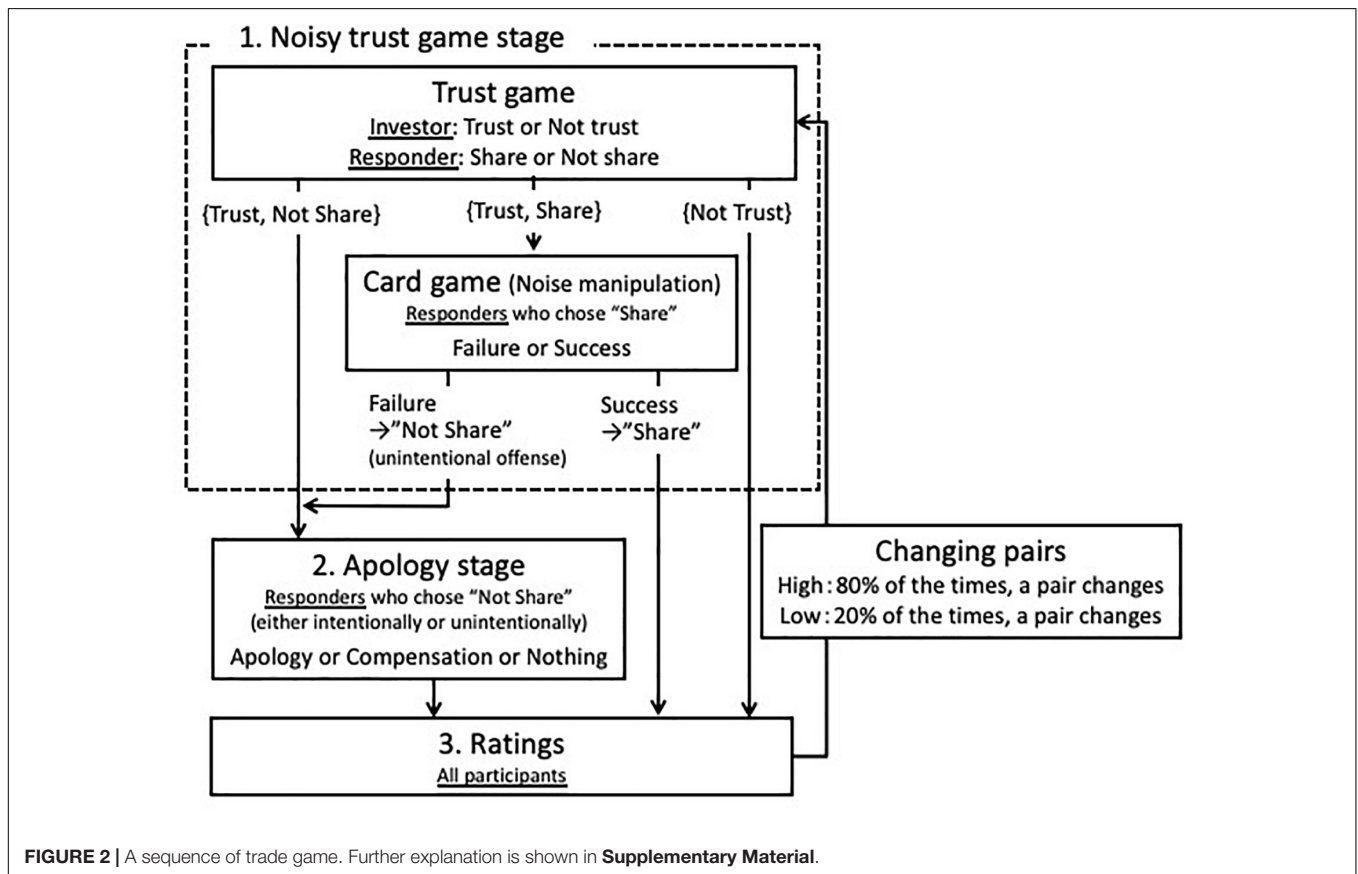 1. Noisy trust game stage
Trust game
Investor: Trust or Not trust
Responder: Share or Not share
{Trust, Not Share}
{Trust, Share}
{Not Trust}
Card game (Noise manipulation)
Responders who chose “Share”
Failure or Success
Failure
→”Not Share”
(unintentional offense)
Success
→”Share”
2. Apology stage
Responders who chose “Not Share”
(either intentionally or unintentionally)
Apology or Compensation or Nothing
Changing pairs
High : 80% of the times, a pair changes
Low : 20% of the times, a pair changes
3. Ratings
All participants
FIGURE 2 | A sequence of trade game. Further explanation is shown in Supplementary Material.